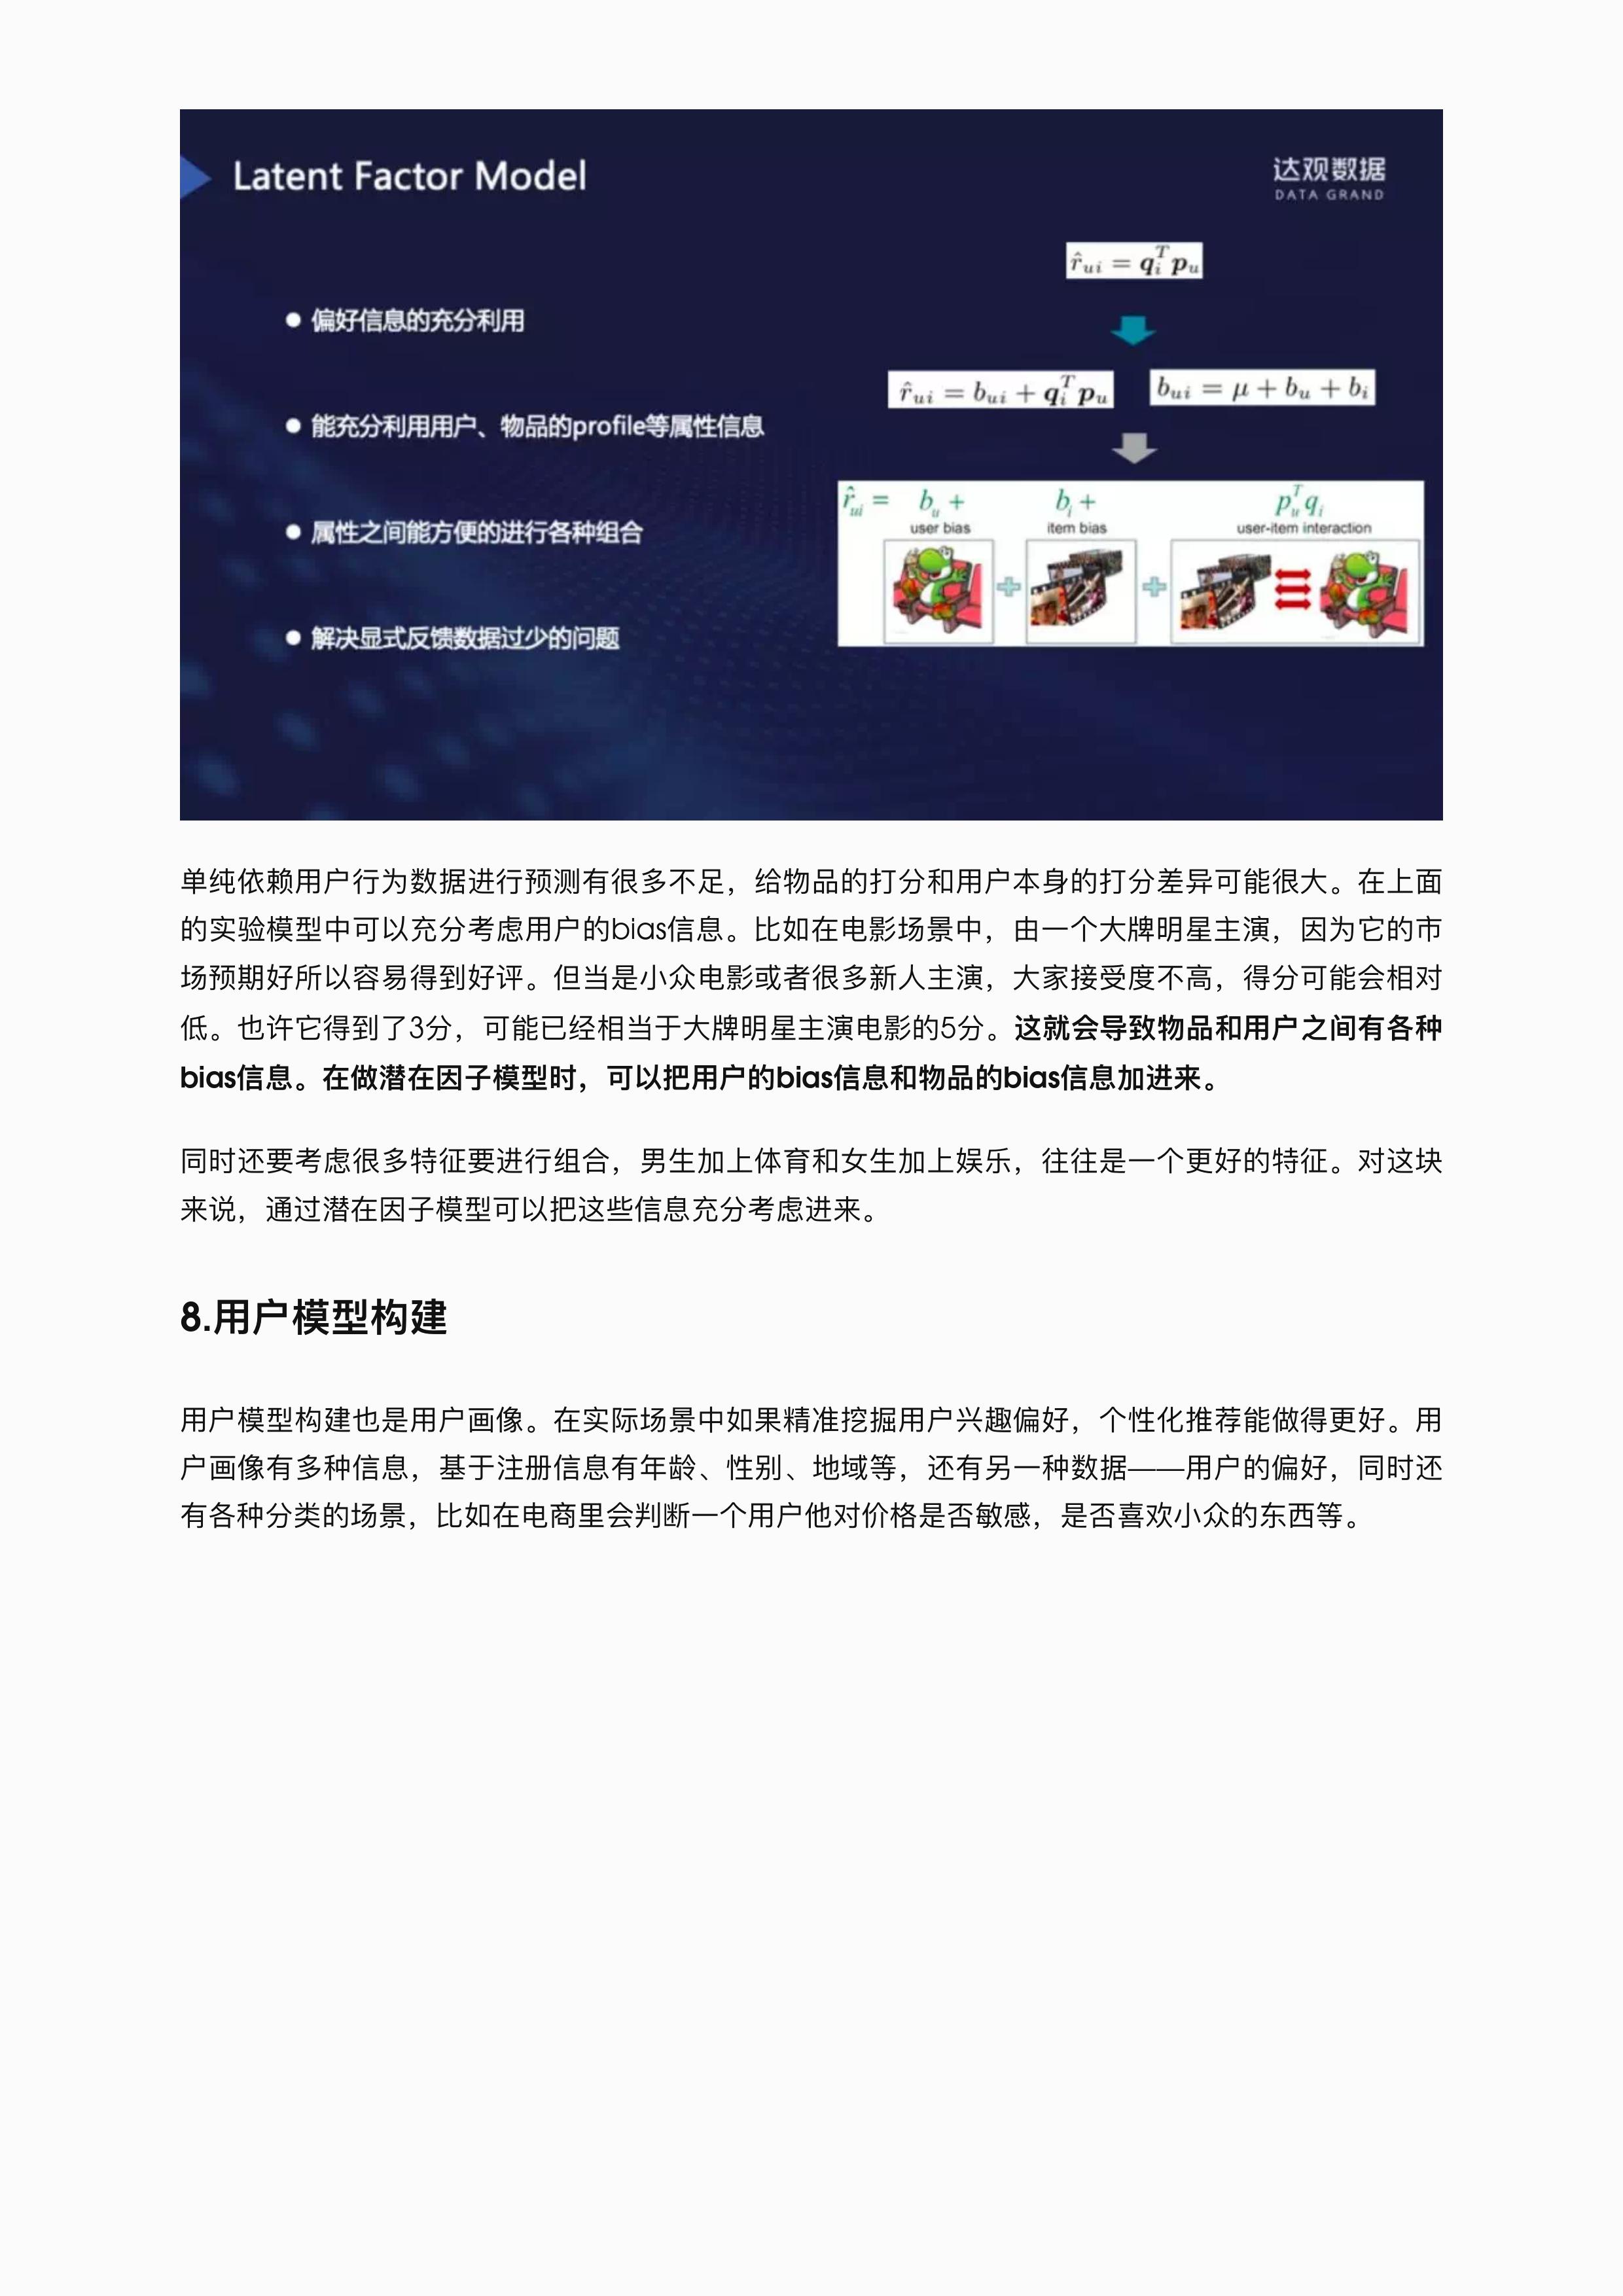 Latent Factor Model
达观数据
DATA GRAND
● 偏好信息的充分利用
● 能充分利用用户、物品的profile等属性信息
● 属性之间能方便的进行各种组合
● 解决显式反馈数据过少的问题
r̂_ui = q_i^T p_u
r̂_ui = b_ui + q_i^T p_u
b_ui = μ + b_u + b_i
r̂_ui = b_u + b_i + p_u^T q_i
user bias item bias user-item interaction
单纯依赖用户行为数据进行预测有很多不足，给物品的打分和用户本身的打分差异可能很大。在上面
的实验模型中可以充分考虑用户的bias信息。比如在电影场景中，由一个大牌明星主演，因为它的市
场预期好所以容易得到好评。但当是小众电影或者很多新人主演，大家接受度不高，得分可能会相对
低。也许它得到了3分，可能已经相当于大牌明星主演电影的5分。这就会导致物品和用户之间有各种
bias信息。在做潜在因子模型时，可以把用户的bias信息和物品的bias信息加进来。
同时还要考虑很多特征要进行组合，男生加上体育和女生加上娱乐，往往是一个更好的特征。对这块
来说，通过潜在因子模型可以把这些信息充分考虑进来。
8.用户模型构建
用户模型构建也是用户画像。在实际场景中如果精准挖掘用户兴趣偏好，个性化推荐能做得更好。用
户画像有多种信息，基于注册信息有年龄、性别、地域等，还有另一种数据——用户的偏好，同时还
有各种分类的场景，比如在电商里会判断一个用户他对价格是否敏感，是否喜欢小众的东西等。